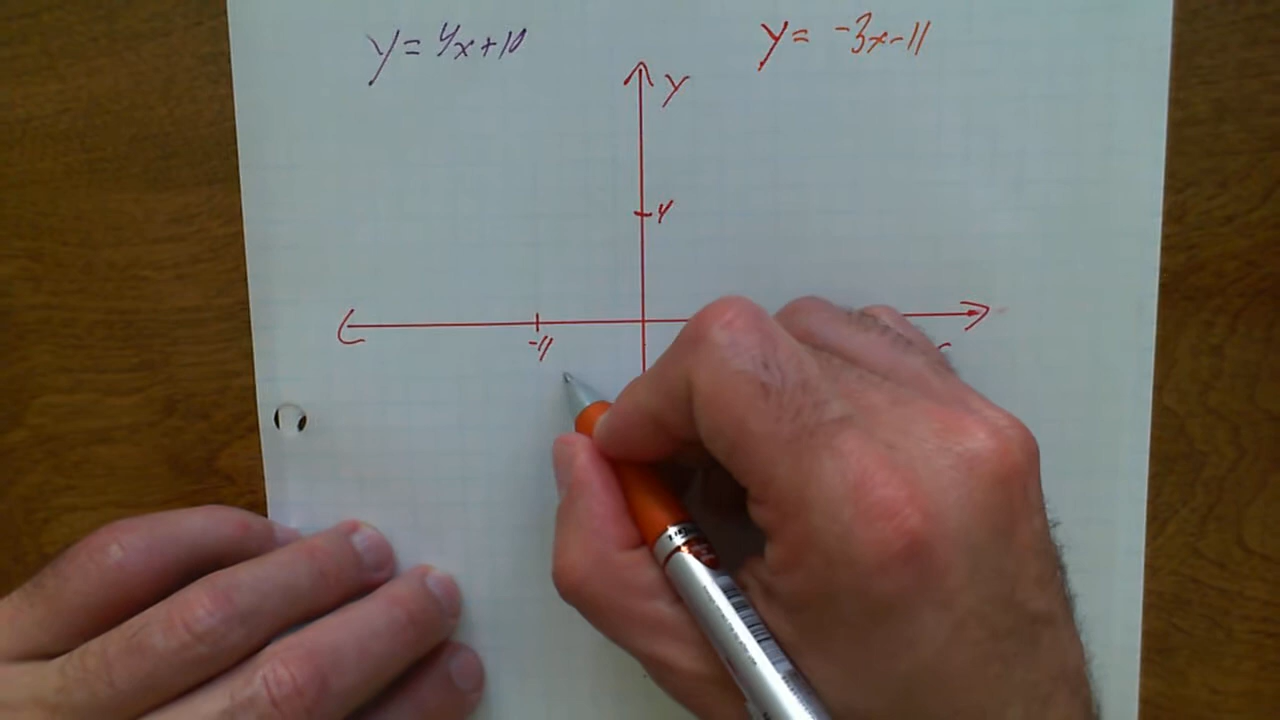 y = 4x + 10
y = -3x - 11
y
4
-4